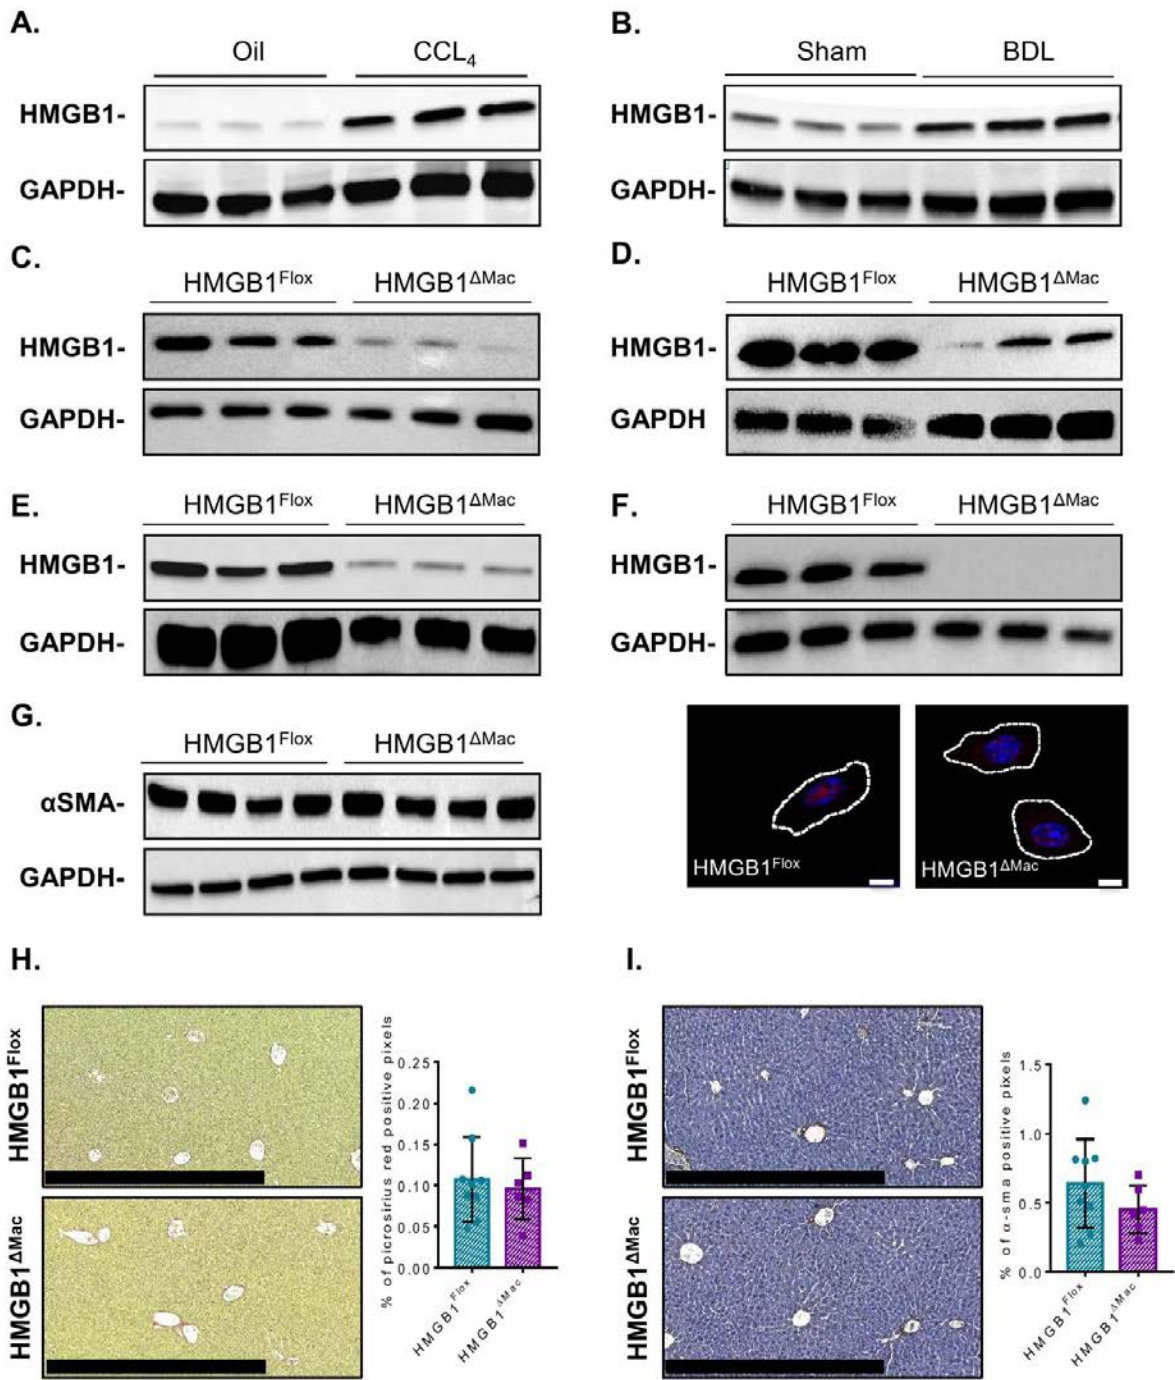 A.
Oil CCL4
HMGB1-
GAPDH-
B.
Sham BDL
HMGB1-
GAPDH-
C.
HMGB1Flox HMGB1ΔMac
HMGB1-
GAPDH-
D.
HMGB1Flox HMGB1ΔMac
HMGB1-
GAPDH
E.
HMGB1Flox HMGB1ΔMac
HMGB1-
GAPDH-
F.
HMGB1Flox HMGB1ΔMac
HMGB1-
GAPDH-
HMGB1Flox
HMGB1ΔMac
G.
HMGB1Flox HMGB1ΔMac
αSMA-
GAPDH-
H.
HMGB1Flox
HMGB1ΔMac
% of picrosirius red positive pixels
0.25
0.20
0.15
0.10
0.05
0.00
HMGB1Flox
HMGB1ΔMac
I.
HMGB1Flox
HMGB1ΔMac
% of α-sma positive pixels
1.5
1.0
0.5
0.0
HMGB1Flox
HMGB1ΔMac